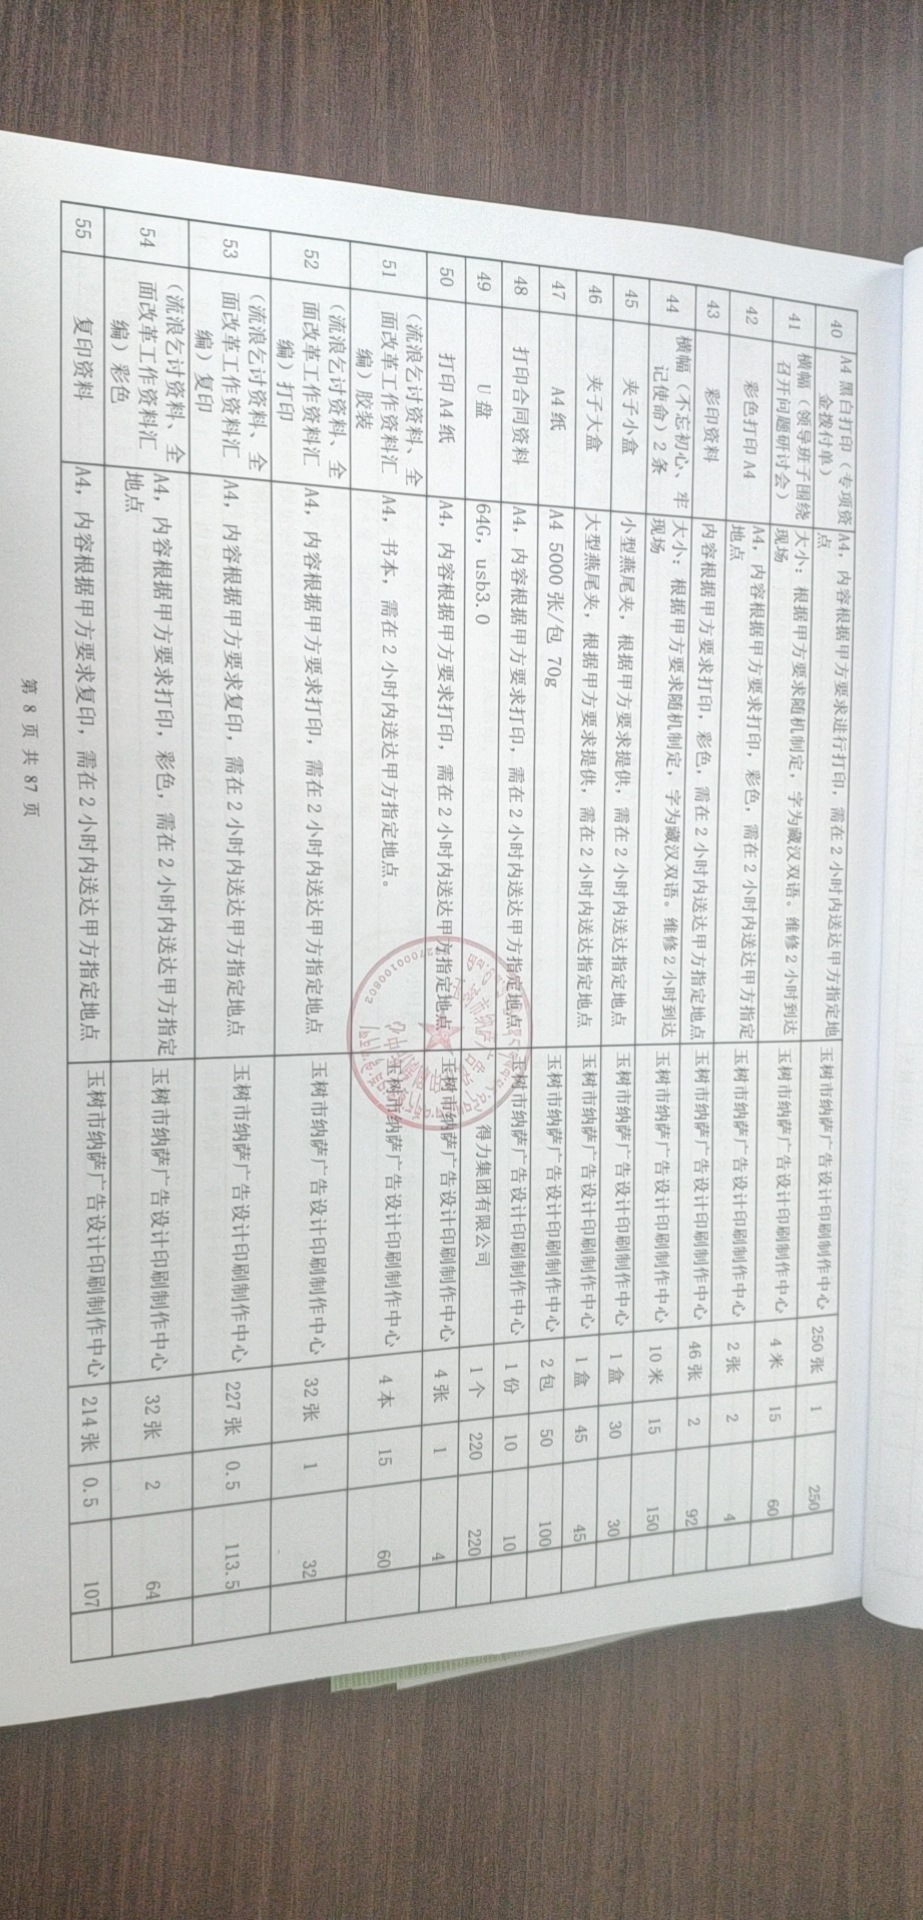 40 A4 黑白打印（专项资 A4，内容根据甲方要求进行打印，需在 2 小时内送达甲方指定地 玉树市纳萨广告设计印刷制作中心 250 张 1 250
金拨付单） 点
41 横幅（领导班子围绕 大小：根据甲方要求随机制定，字为藏汉双语。维修 2 小时到达 玉树市纳萨广告设计印刷制作中心 4 米 15 60
召开问题研讨会） 现场
42 彩色打印 A4 A4，内容根据甲方要求打印，彩色，需在 2 小时内送达甲方指定 玉树市纳萨广告设计印刷制作中心 2 张 2 4
地点
43 彩印资料 内容根据甲方要求打印，彩色，需在 2 小时内送达甲方指定地点 玉树市纳萨广告设计印刷制作中心 46 张 2 92
44 横幅（不忘初心、牢 大小：根据甲方要求随机制定，字为藏汉双语。维修 2 小时到达 玉树市纳萨广告设计印刷制作中心 10 米 15 150
记使命）2 条 现场
45 夹子小盒 小型燕尾夹，根据甲方要求提供，需在 2 小时内送达指定地点 玉树市纳萨广告设计印刷制作中心 1 盒 30 30
46 夹子大盒 大型燕尾夹，根据甲方要求提供，需在 2 小时内送达指定地点 玉树市纳萨广告设计印刷制作中心 1 盒 45 45
47 A4 纸 A4 5000 张/包 70g 玉树市纳萨广告设计印刷制作中心 2 包 50 100
48 打印合同资料 A4，内容根据甲方要求打印，需在 2 小时内送达甲方指定地点 玉树市纳萨广告设计印刷制作中心 1 份 10 10
49 U 盘 64G，usb3.0 得力集团有限公司 1 个 220 220
50 打印 A4 纸 A4，内容根据甲方要求打印，需在 2 小时内送达甲方指定地点 玉树市纳萨广告设计印刷制作中心 4 张 1 4
51 （流浪乞讨资料、全 A4，书本，需在 2 小时内送达甲方指定地点。 玉树市纳萨广告设计印刷制作中心 4 本 15 60
面改革工作资料汇
编）胶装
52 （流浪乞讨资料、全 A4，内容根据甲方要求打印，需在 2 小时内送达甲方指定地点 玉树市纳萨广告设计印刷制作中心 32 张 1 32
面改革工作资料汇
编）打印
53 （流浪乞讨资料、全 A4，内容根据甲方要求复印，需在 2 小时内送达甲方指定地点 玉树市纳萨广告设计印刷制作中心 227 张 0.5 113.5
面改革工作资料汇
编）复印
54 （流浪乞讨资料、全 A4，内容根据甲方要求打印，彩色，需在 2 小时内送达甲方指定 玉树市纳萨广告设计印刷制作中心 32 张 2 64
面改革工作资料汇 地点
编）彩色
55 复印资料 A4，内容根据甲方要求复印，需在 2 小时内送达甲方指定地点 玉树市纳萨广告设计印刷制作中心 214 张 0.5 107
第 8 页 共 87 页